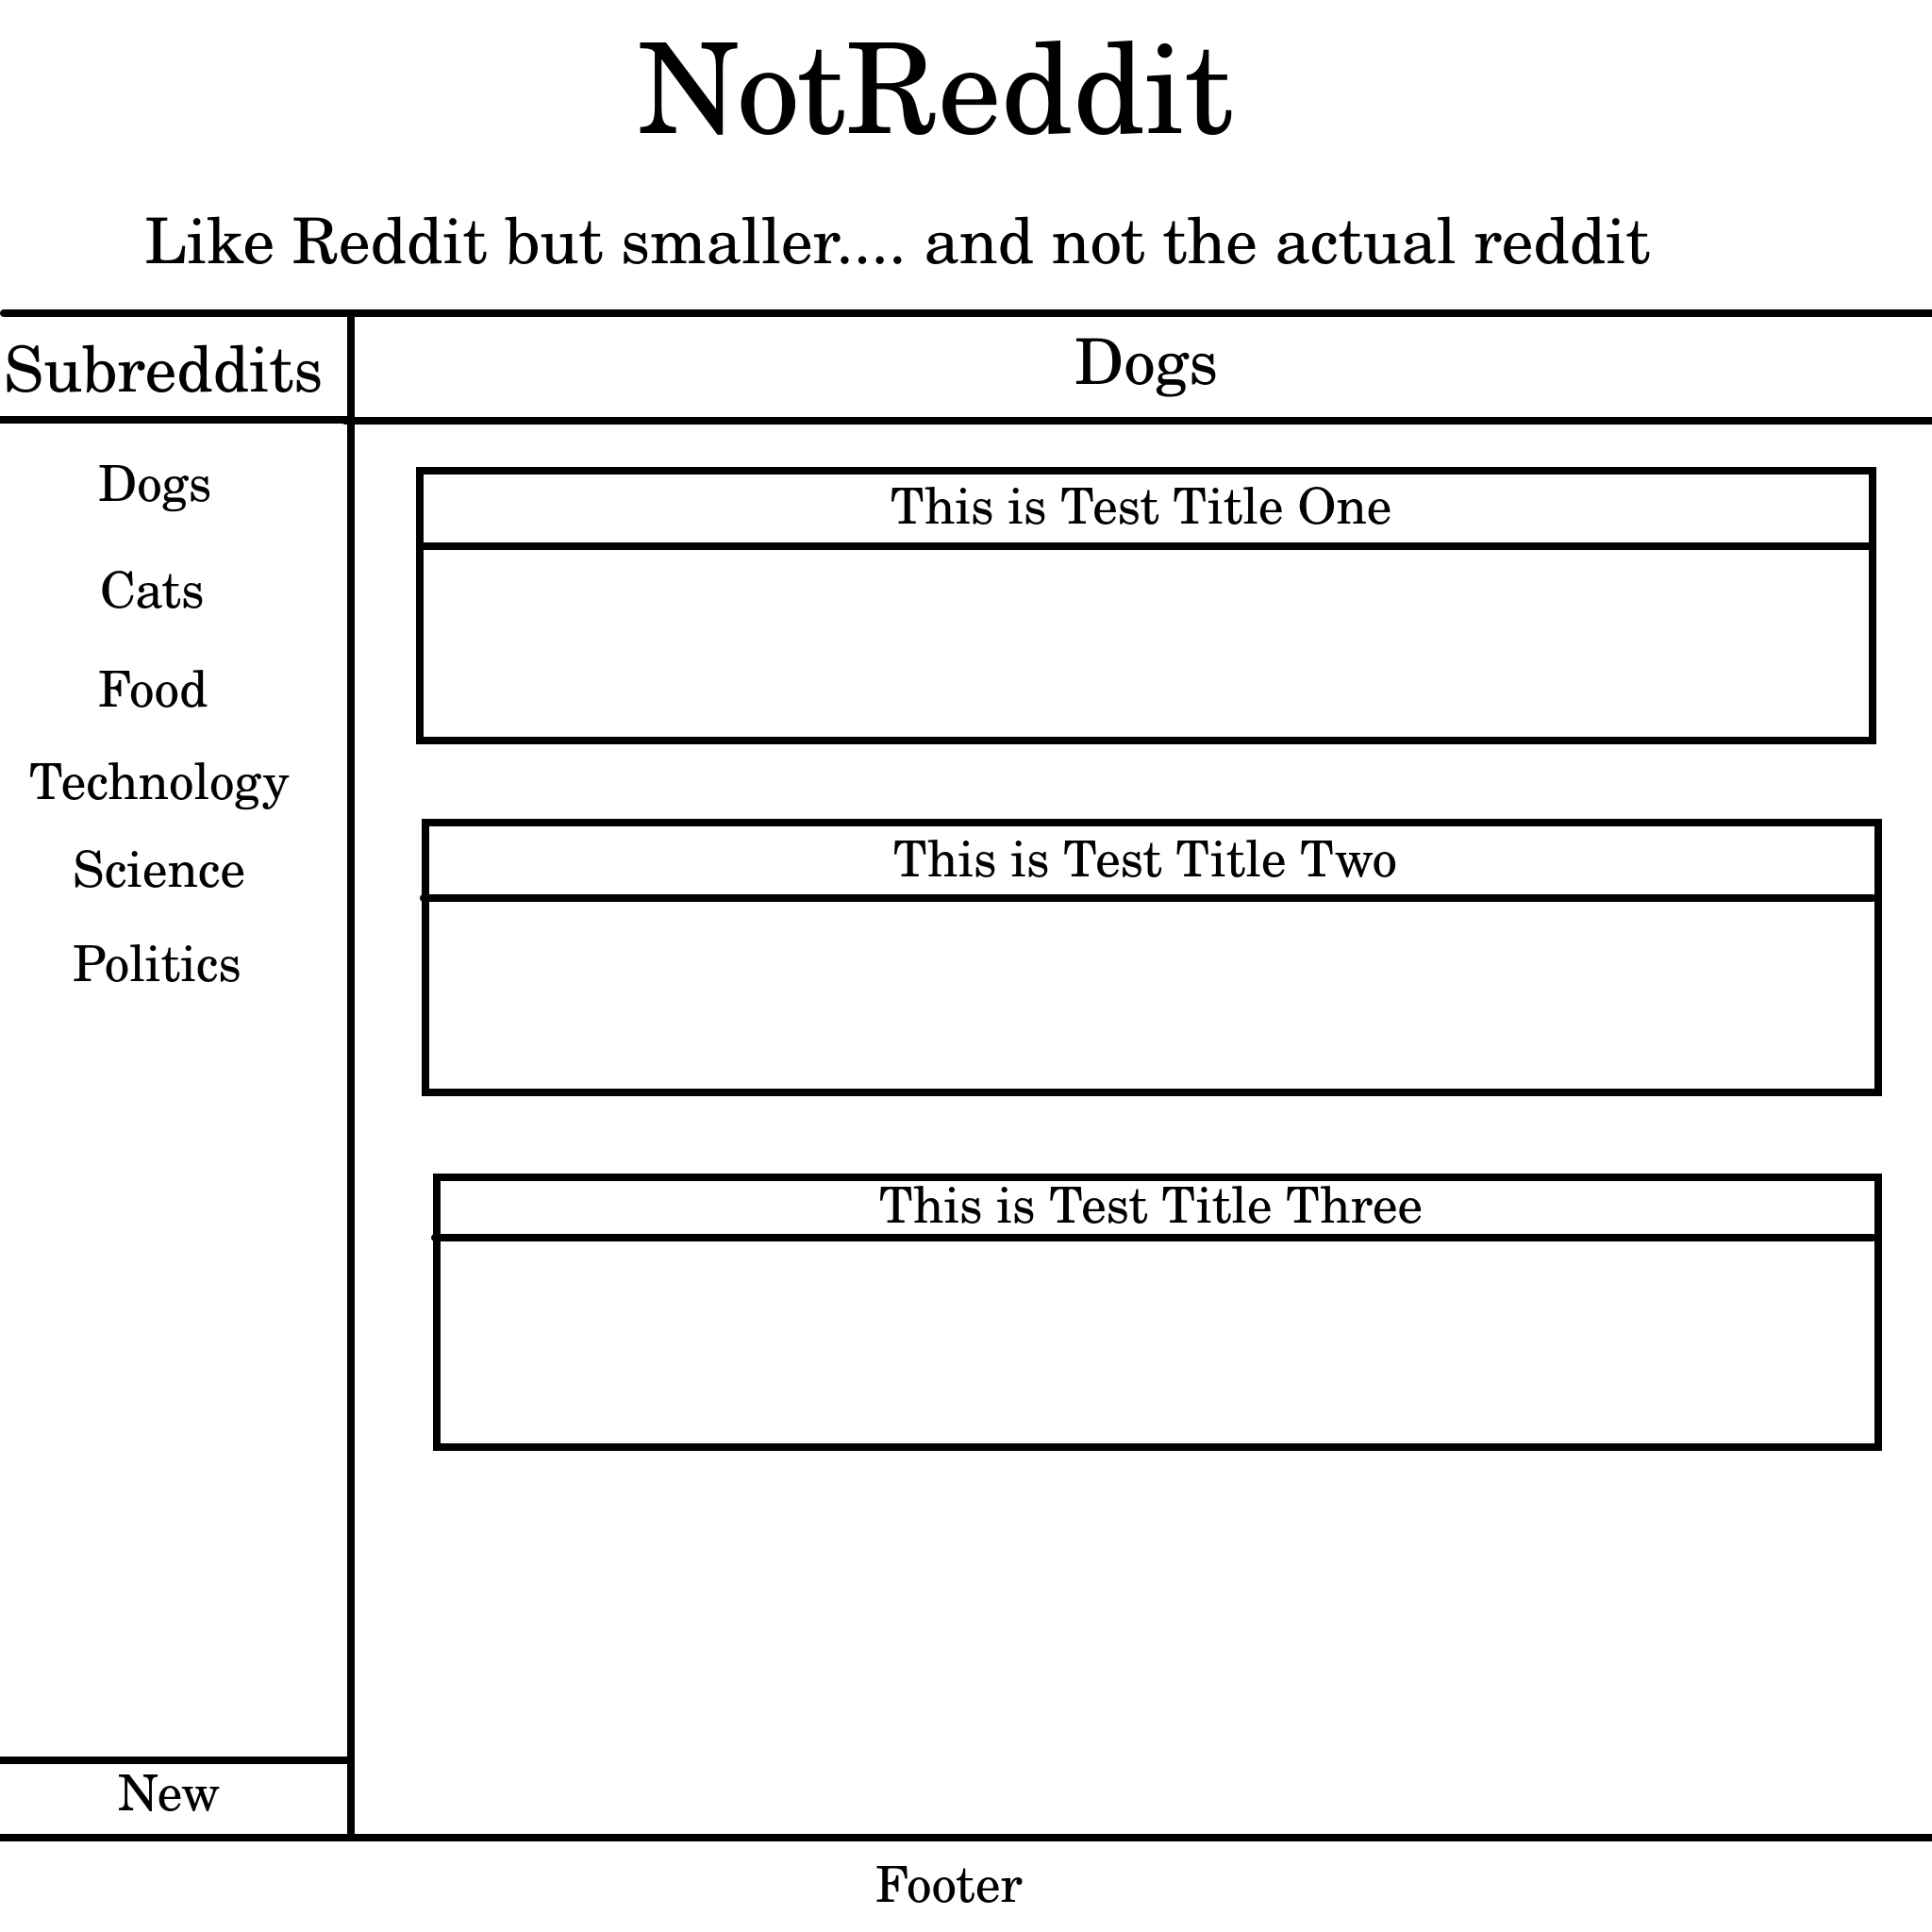 NotReddit
Like Reddit but smaller.... and not the actual reddit
Subreddits
Dogs
Cats
Food
Technology
Science
Politics
New
Dogs
This is Test Title One
This is Test Title Two
This is Test Title Three
Footer